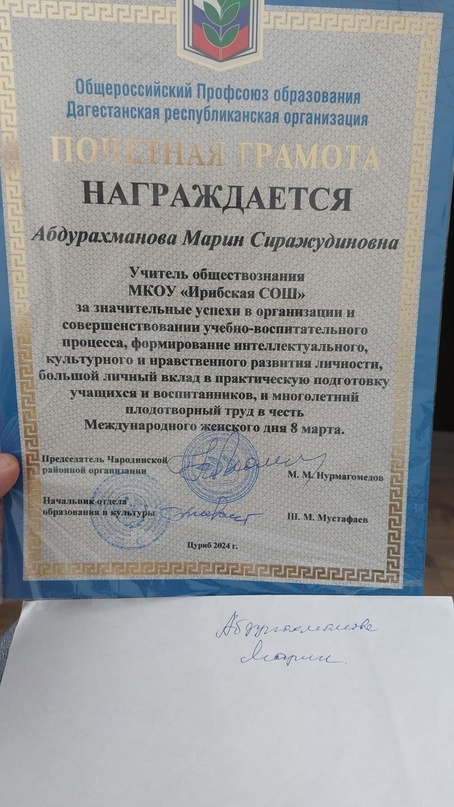 Общероссийский Профсоюз образования
Дагестанская республиканская организация
ПОЧЕТНАЯ ГРАМОТА
НАГРАЖДАЕТСЯ
Абдурахманова Марин Сиражудиновна
Учитель обществознания
МКОУ «Ирибская СОШ»
за значительные успехи в организации и
совершенствовании учебно-воспитательного
процесса, формирование интеллектуального,
культурного и нравственного развития личности,
большой личный вклад в практическую подготовку
учащихся и воспитанников, и многолетний
плодотворный труд в честь
Международного женского дня 8 марта.
Председатель Чародинской
районной организации
М. М. Нурмагомедов
Начальник отдела
образования и культуры
Ш. М. Мустафаев
Цуриб 2024 г.
Абдурахманова
Марин